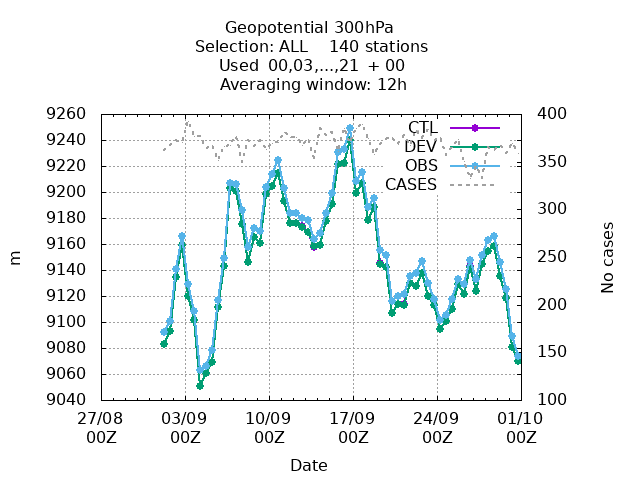 Geopotential 300hPa
Selection: ALL    140 stations
Used 00,03,...,21 + 00
Averaging window: 12h
9260
9240
9220
9200
9180
9160
9140
9120
9100
9080
9060
9040
m
400
350
300
250
200
150
100
No cases
CTL
DEV
OBS
CASES
27/08 03/09 10/09 17/09 24/09 01/10
00Z 00Z 00Z 00Z 00Z 00Z
Date